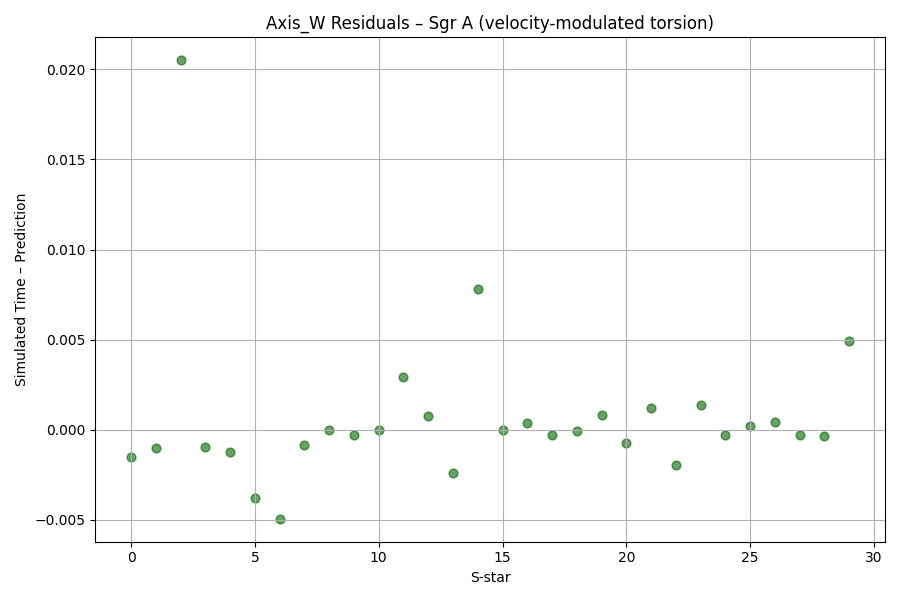 Axis_W Residuals – Sgr A (velocity-modulated torsion)
Simulated Time – Prediction
0.020
0.015
0.010
0.005
0.000
−0.005
0 5 10 15 20 25 30
S-star